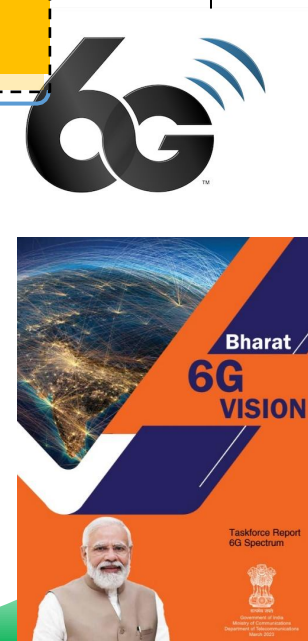 6G
TM
Bharat
6G
VISION
Taskforce Report
6G Spectrum
Government of India
Ministry of Communications
Department of Telecommunications
March 2023